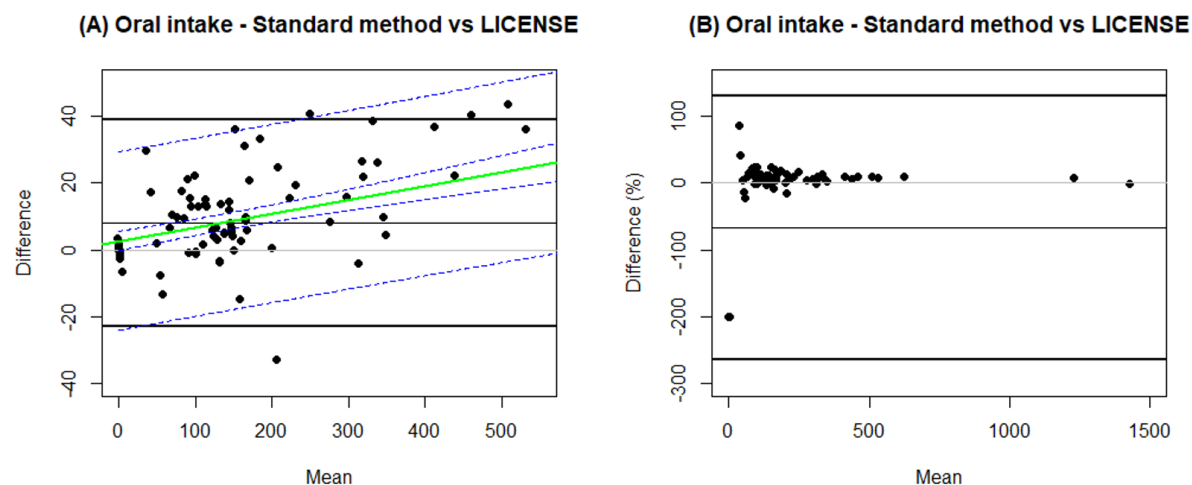 (A) Oral intake - Standard method vs LICENSE
Difference
40
20
0
-20
-40
0 100 200 300 400 500
Mean
(B) Oral intake - Standard method vs LICENSE
Difference (%)
100
0
-100
-200
-300
0 500 1000 1500
Mean